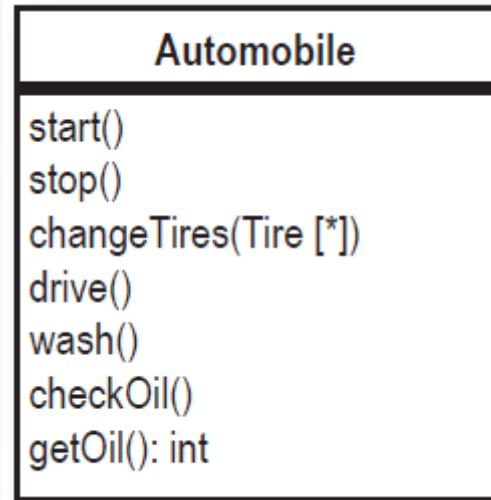 Automobile
start()
stop()
changeTires(Tire [*])
drive()
wash()
checkOil()
getOil(): int